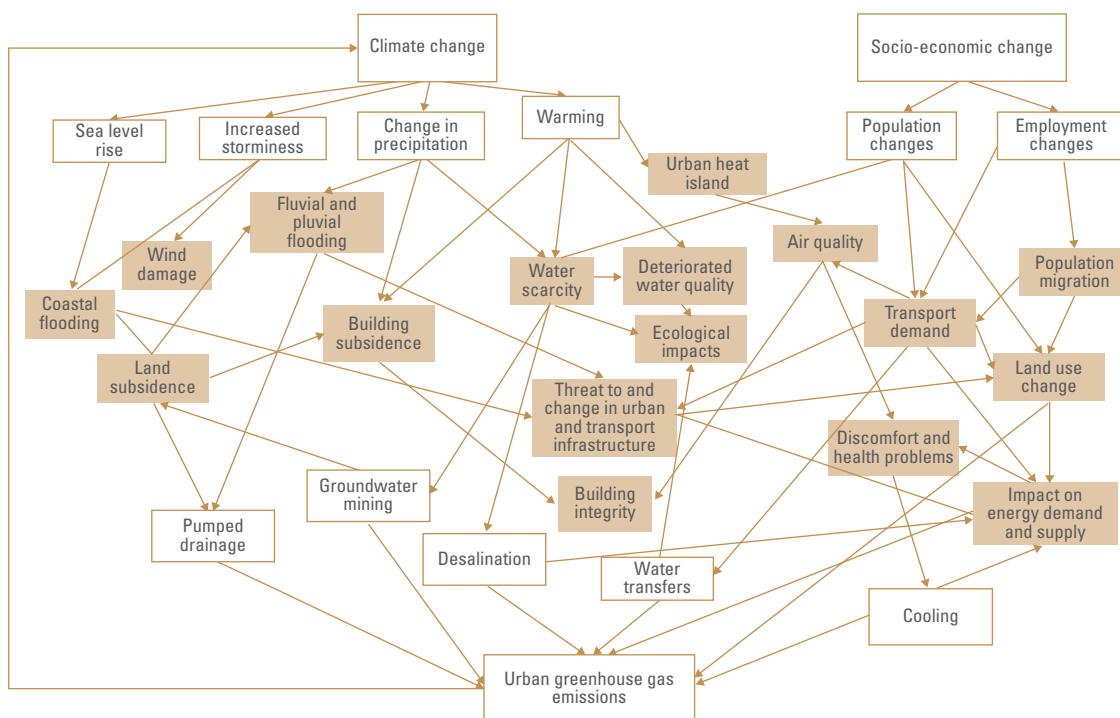 Climate change
Socio-economic change
Sea level
rise
Increased
storminess
Change in
precipitation
Warming
Population
changes
Employment
changes
Urban heat
island
Fluvial and
pluvial
flooding
Wind
damage
Air quality
Water
scarcity
Deteriorated
water quality
Population
migration
Coastal
flooding
Building
subsidence
Ecological
impacts
Transport
demand
Land
subsidence
Land use
change
Threat to and
change in urban
and transport
infrastructure
Discomfort and
health problems
Groundwater
mining
Building
integrity
Impact on
energy demand
and supply
Pumped
drainage
Desalination
Water
transfers
Cooling
Urban greenhouse gas
emissions